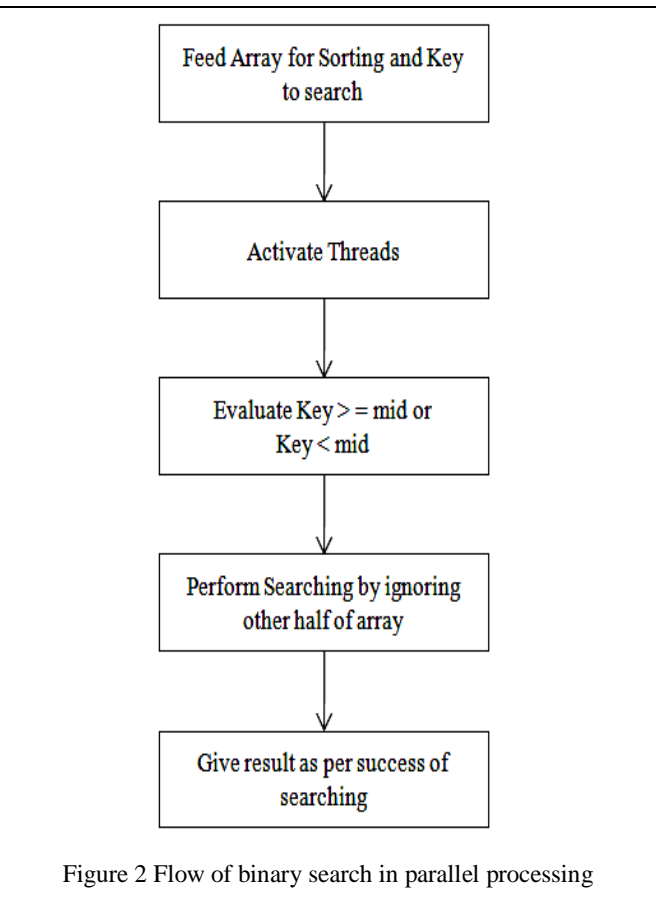 Feed Array for Sorting and Key
to search
Activate Threads
Evaluate Key > = mid or
Key < mid
Perform Searching by ignoring
other half of array
Give result as per success of
searching
Figure 2 Flow of binary search in parallel processing